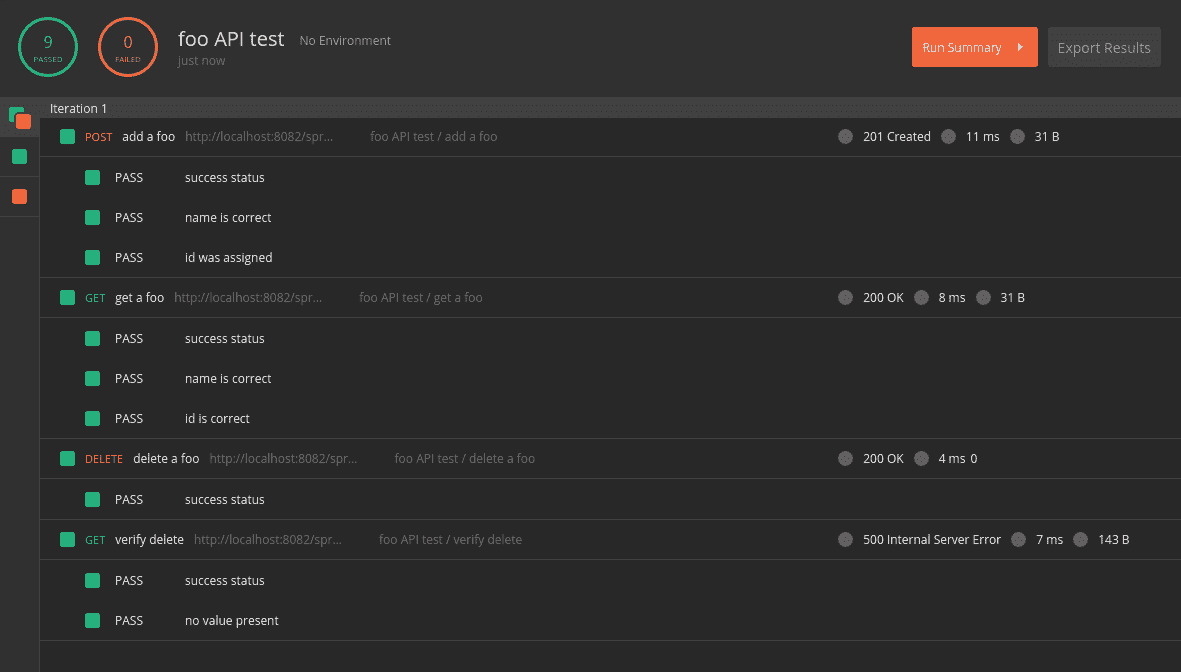 9
PASSED
0
FAILED
foo API test No Environment
just now
Run Summary
Export Results
Iteration 1
POST add a foo http://localhost:8082/spr... foo API test / add a foo 201 Created 11 ms 31 B
PASS success status
PASS name is correct
PASS id was assigned
GET get a foo http://localhost:8082/spr... foo API test / get a foo 200 OK 8 ms 31 B
PASS success status
PASS name is correct
PASS id is correct
DELETE delete a foo http://localhost:8082/spr... foo API test / delete a foo 200 OK 4 ms 0
PASS success status
GET verify delete http://localhost:8082/spr... foo API test / verify delete 500 Internal Server Error 7 ms 143 B
PASS success status
PASS no value present